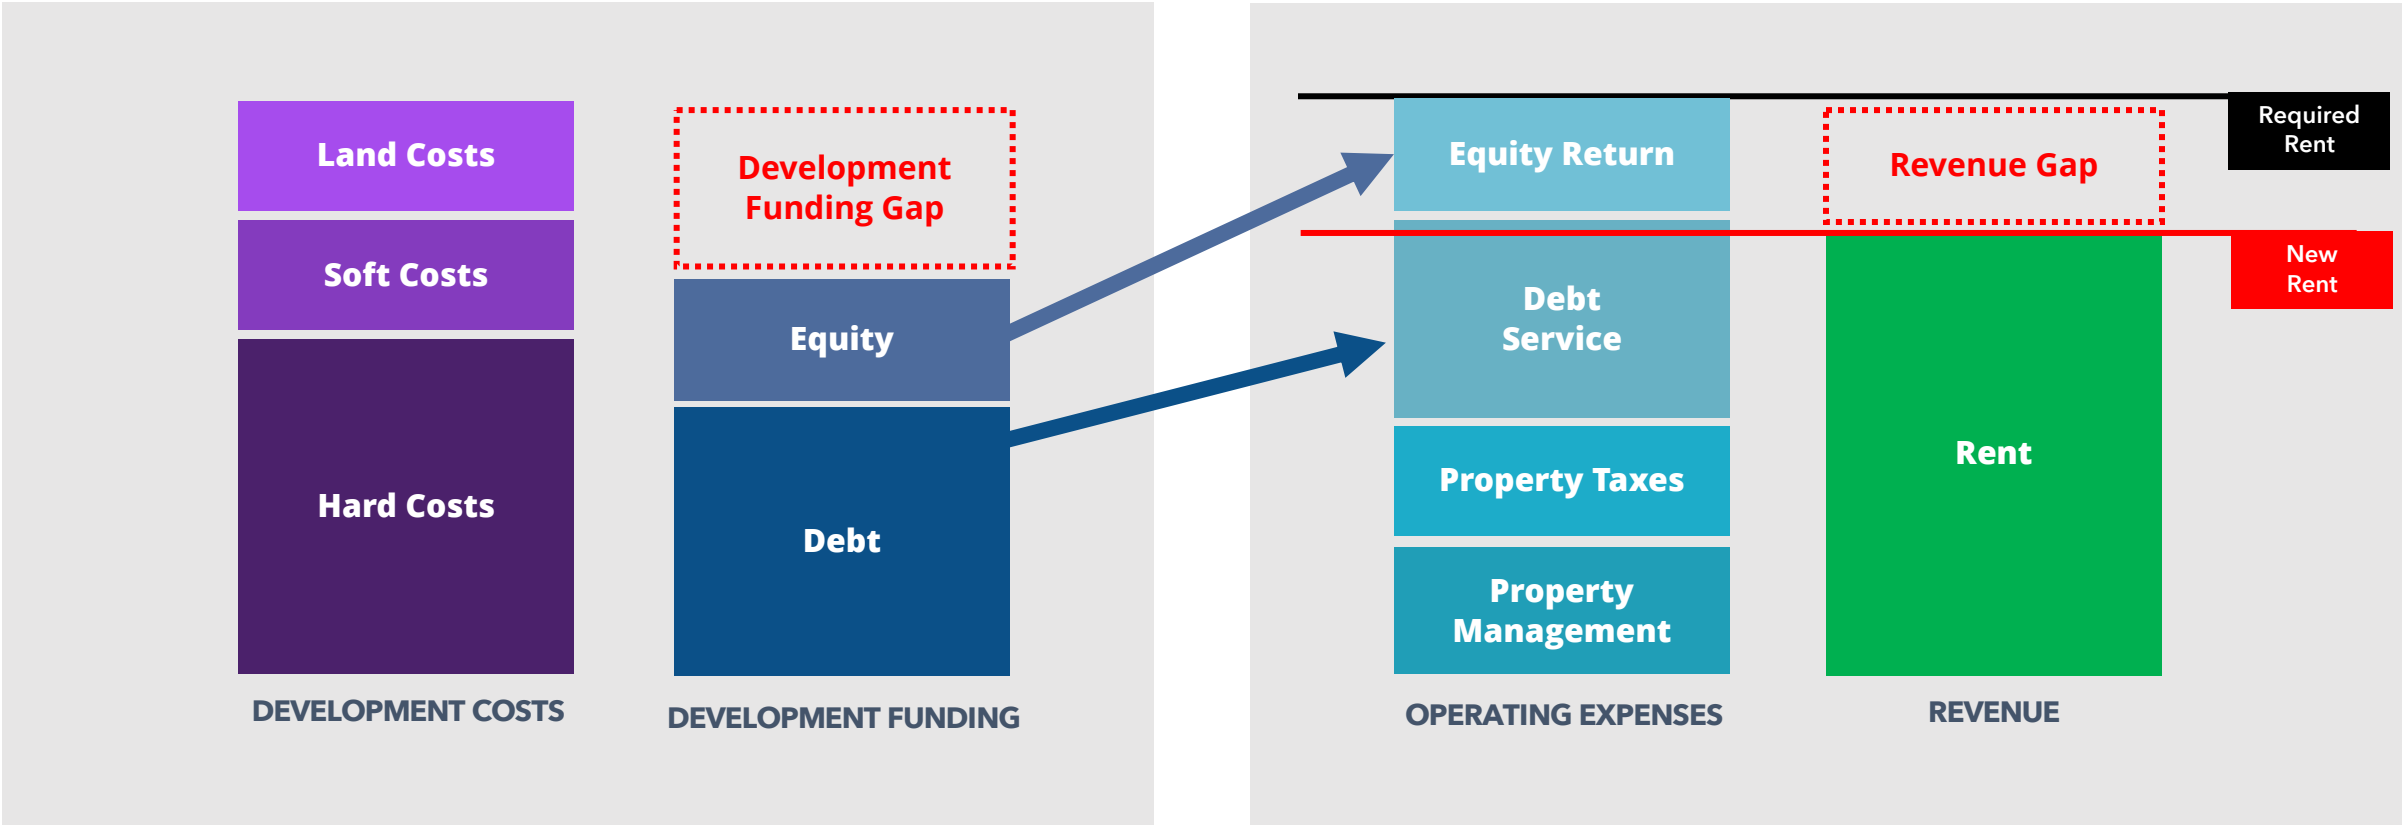 Land Costs
Soft Costs
Hard Costs
DEVELOPMENT COSTS
Development
Funding Gap
Equity
Debt
DEVELOPMENT FUNDING
Equity Return
Debt
Service
Property Taxes
Property
Management
OPERATING EXPENSES
Revenue Gap
Rent
REVENUE
Required
Rent
New
Rent